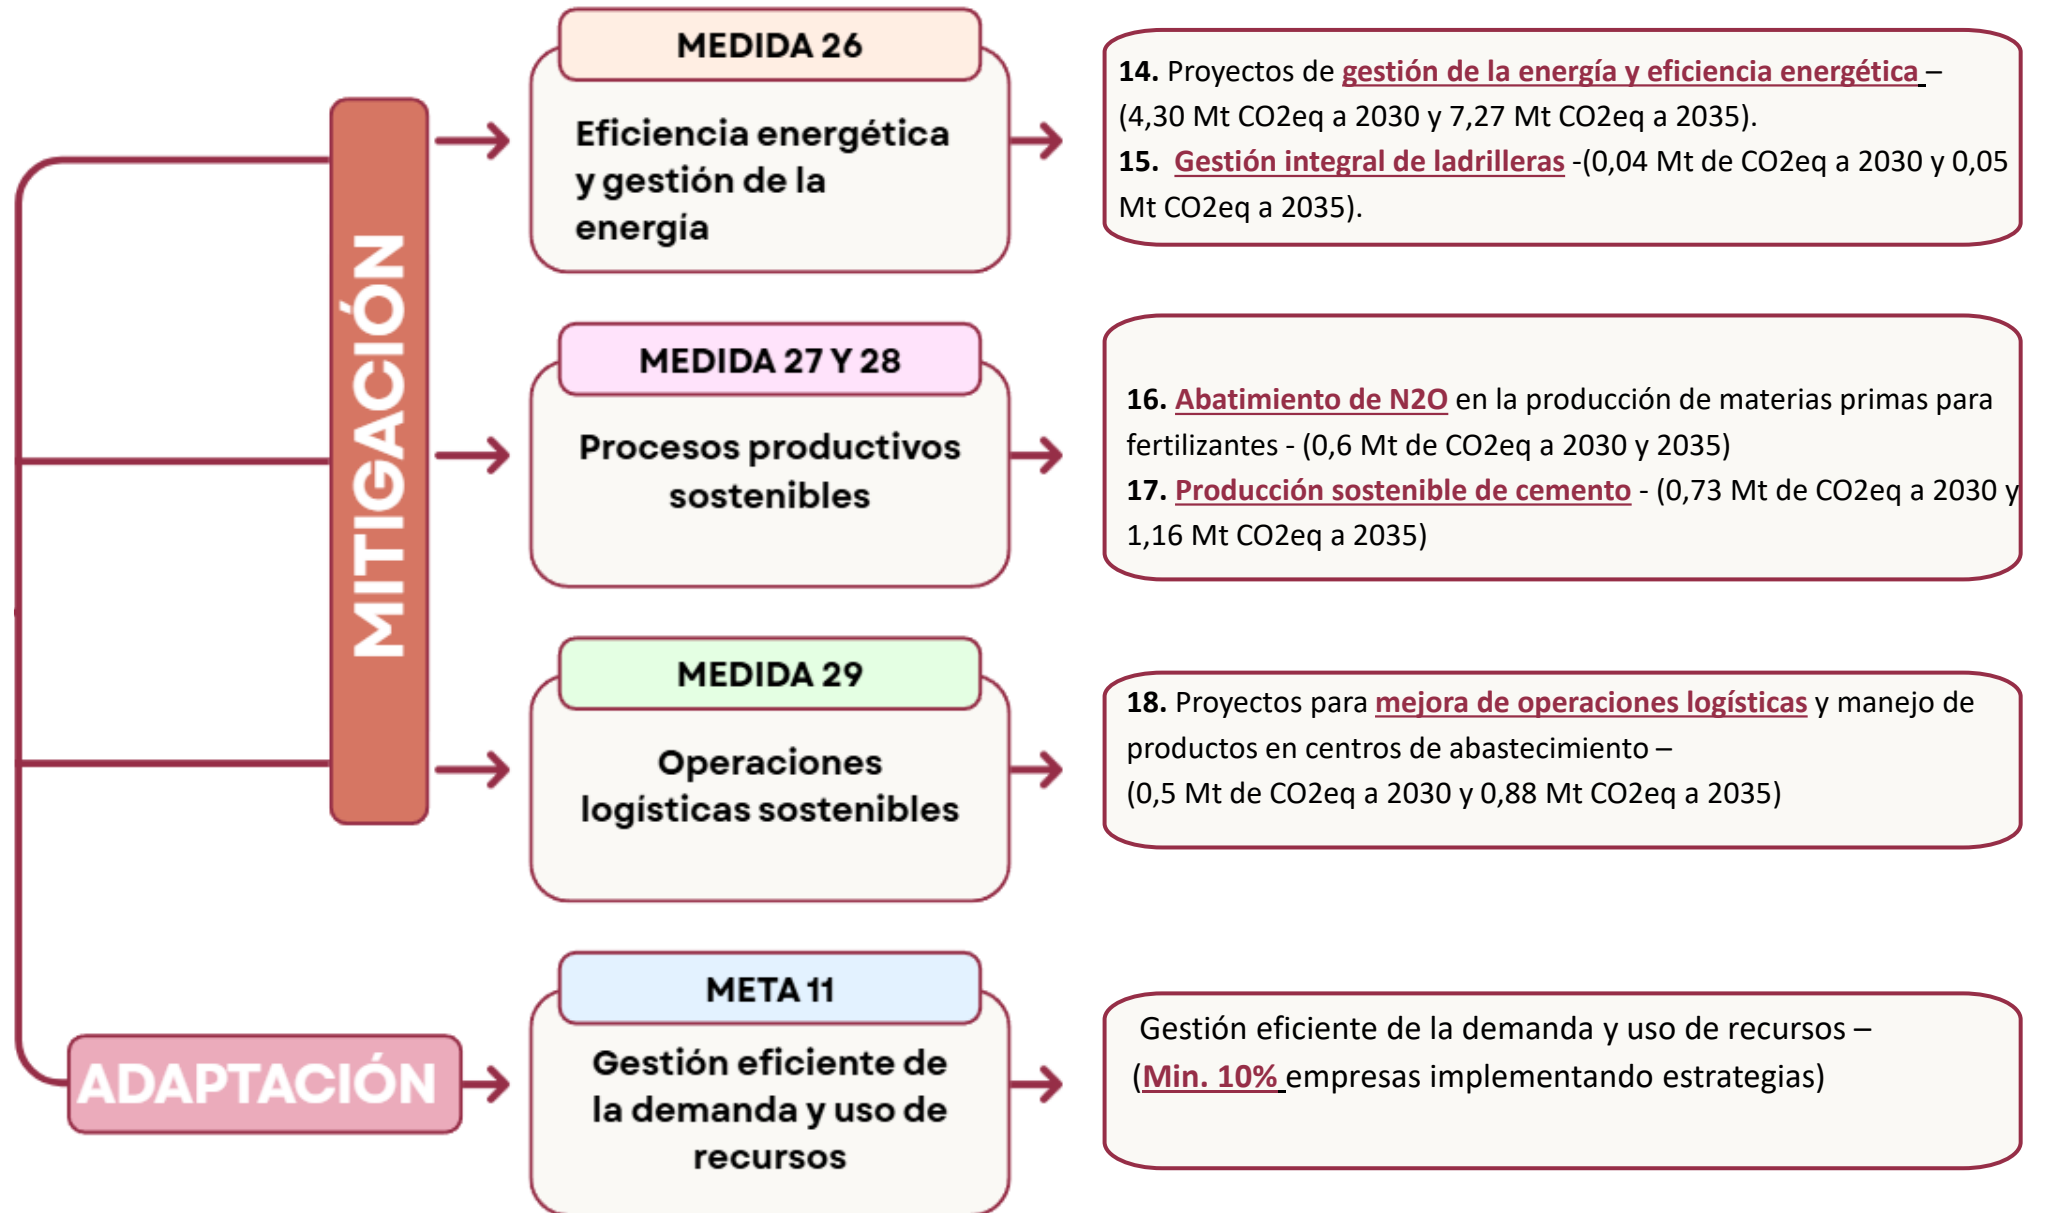 MITIGACIÓN
MEDIDA 26
Eficiencia energética
y gestión de la
energía
14. Proyectos de gestión de la energía y eficiencia energética –
(4,30 Mt CO2eq a 2030 y 7,27 Mt CO2eq a 2035).
15. Gestión integral de ladrilleras -(0,04 Mt de CO2eq a 2030 y 0,05
Mt CO2eq a 2035).
MEDIDA 27 Y 28
Procesos productivos
sostenibles
16. Abatimiento de N2O en la producción de materias primas para
fertilizantes - (0,6 Mt de CO2eq a 2030 y 2035)
17. Producción sostenible de cemento - (0,73 Mt de CO2eq a 2030 y
1,16 Mt CO2eq a 2035)
MEDIDA 29
Operaciones
logísticas sostenibles
18. Proyectos para mejora de operaciones logísticas y manejo de
productos en centros de abastecimiento –
(0,5 Mt de CO2eq a 2030 y 0,88 Mt CO2eq a 2035)
ADAPTACIÓN
META 11
Gestión eficiente de
la demanda y uso de
recursos
Gestión eficiente de la demanda y uso de recursos –
(Min. 10% empresas implementando estrategias)